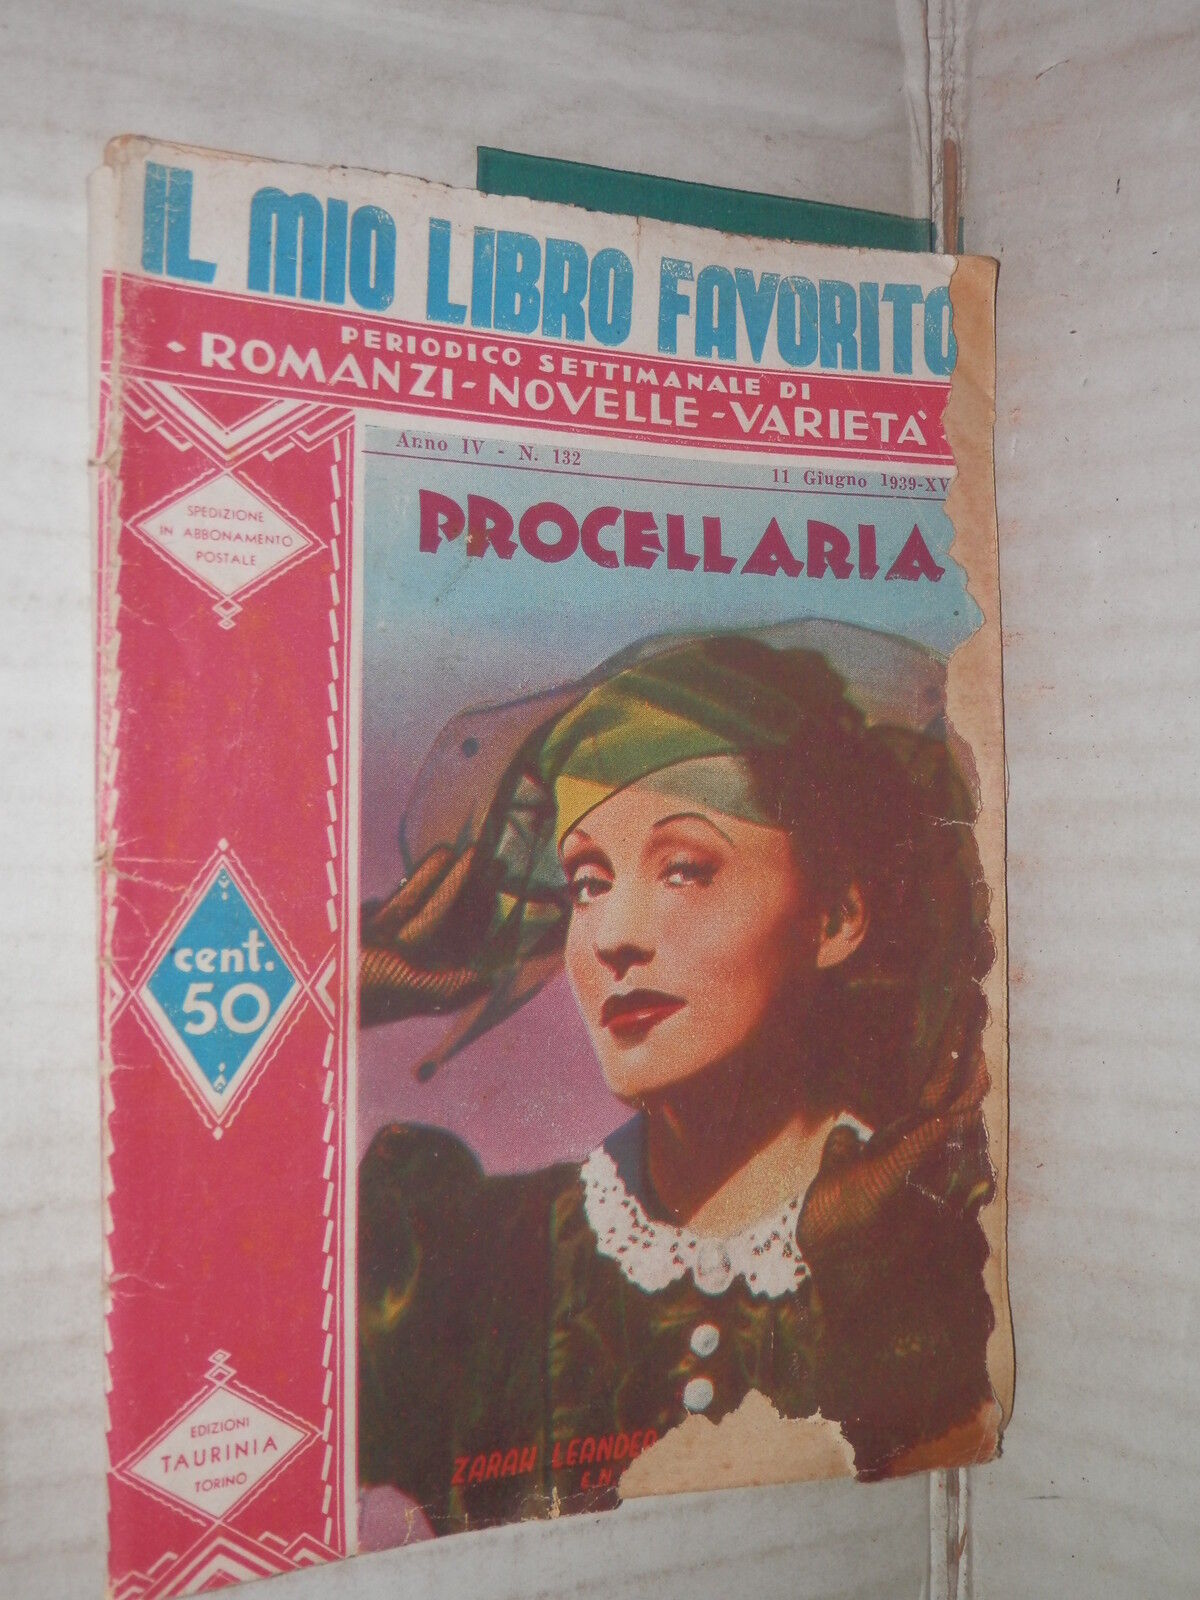 IL MIO LIBRO FAVORITO
PERIODICO SETTIMANALE DI
ROMANZI - NOVELLE - VARIETÀ
Anno IV - N. 132
11 Giugno 1939-XV
PROCELLARIA
SPEDIZIONE
IN ABBONAMENTO
POSTALE
cent.
50
EDIZIONI
TAURINIA
TORINO
ZARAH LEANDER
E.N.